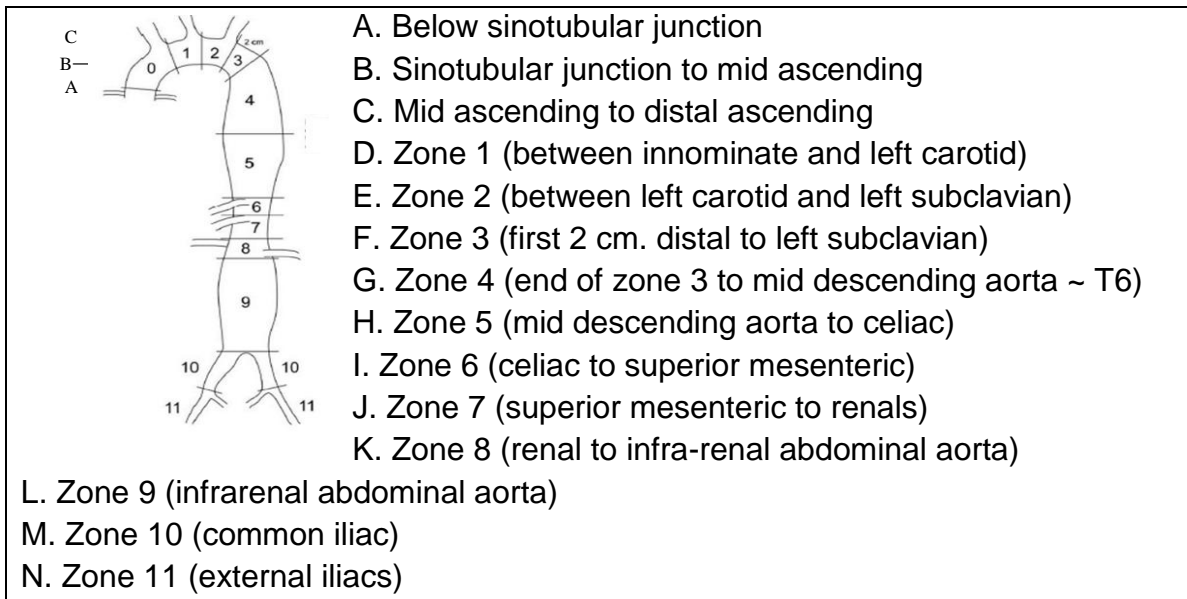 C
B
A
0
1
2
2 cm
3
4
5
6
7
8
9
10
10
11
11
A. Below sinotubular junction
B. Sinotubular junction to mid ascending
C. Mid ascending to distal ascending
D. Zone 1 (between innominate and left carotid)
E. Zone 2 (between left carotid and left subclavian)
F. Zone 3 (first 2 cm. distal to left subclavian)
G. Zone 4 (end of zone 3 to mid descending aorta ~ T6)
H. Zone 5 (mid descending aorta to celiac)
I. Zone 6 (celiac to superior mesenteric)
J. Zone 7 (superior mesenteric to renals)
K. Zone 8 (renal to infra-renal abdominal aorta)
L. Zone 9 (infrarenal abdominal aorta)
M. Zone 10 (common iliac)
N. Zone 11 (external iliacs)